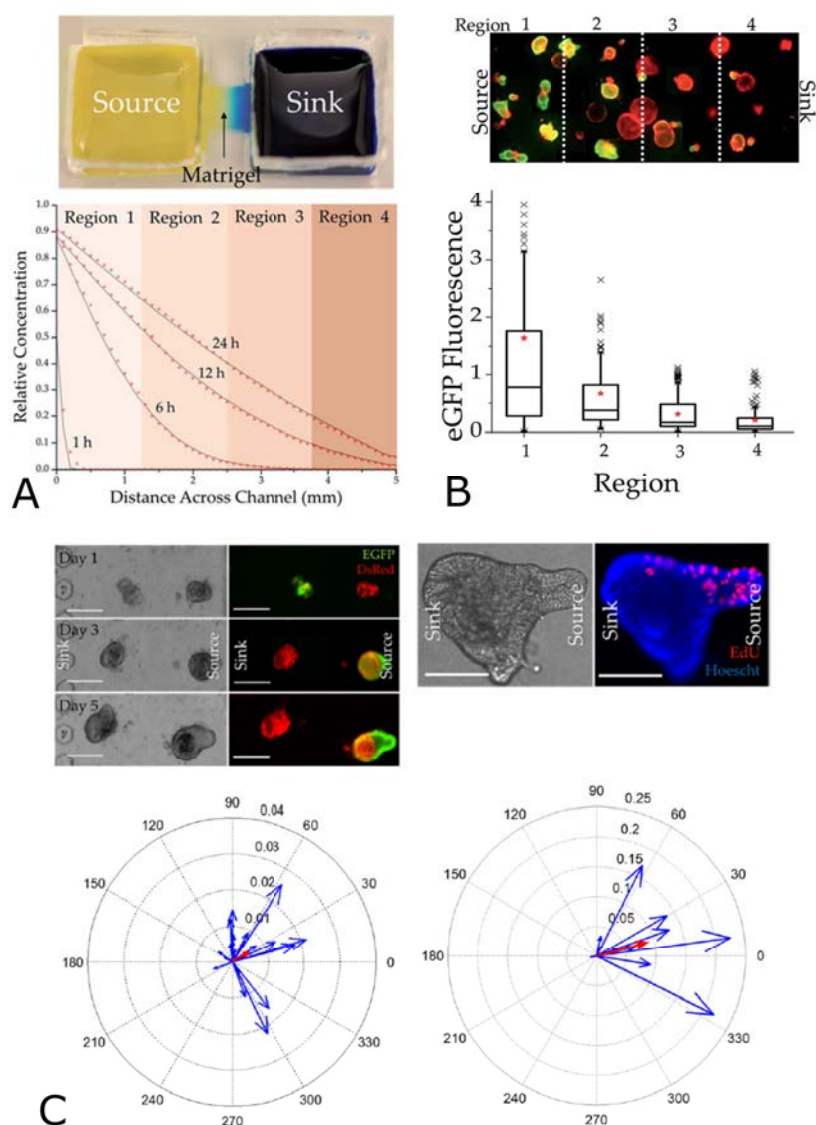 Source
Sink
Matrigel
Relative Concentration
1.0
0.9
0.8
0.7
0.6
0.5
0.4
0.3
0.2
0.1
0.0
Region 1
Region 2
Region 3
Region 4
24 h
12 h
6 h
1 h
0
1
2
3
4
5
Distance Across Channel (mm)
A
Region 1 2 3 4
Source
Sink
eGFP Fluorescence
4
3
2
1
0
1
2
3
4
Region
B
Day 1
EGFP
DsRed
Day 3
Sink
Source
Sink
Source
Day 5
Sink
Source
Sink
Source
EdU
Hoescht
90
0.04
120
60
0.03
0.02
150
30
0.01
180
0
210
330
240
300
270
90
0.25
120
60
0.2
0.15
150
30
0.1
0.05
180
0
210
330
240
300
270
C